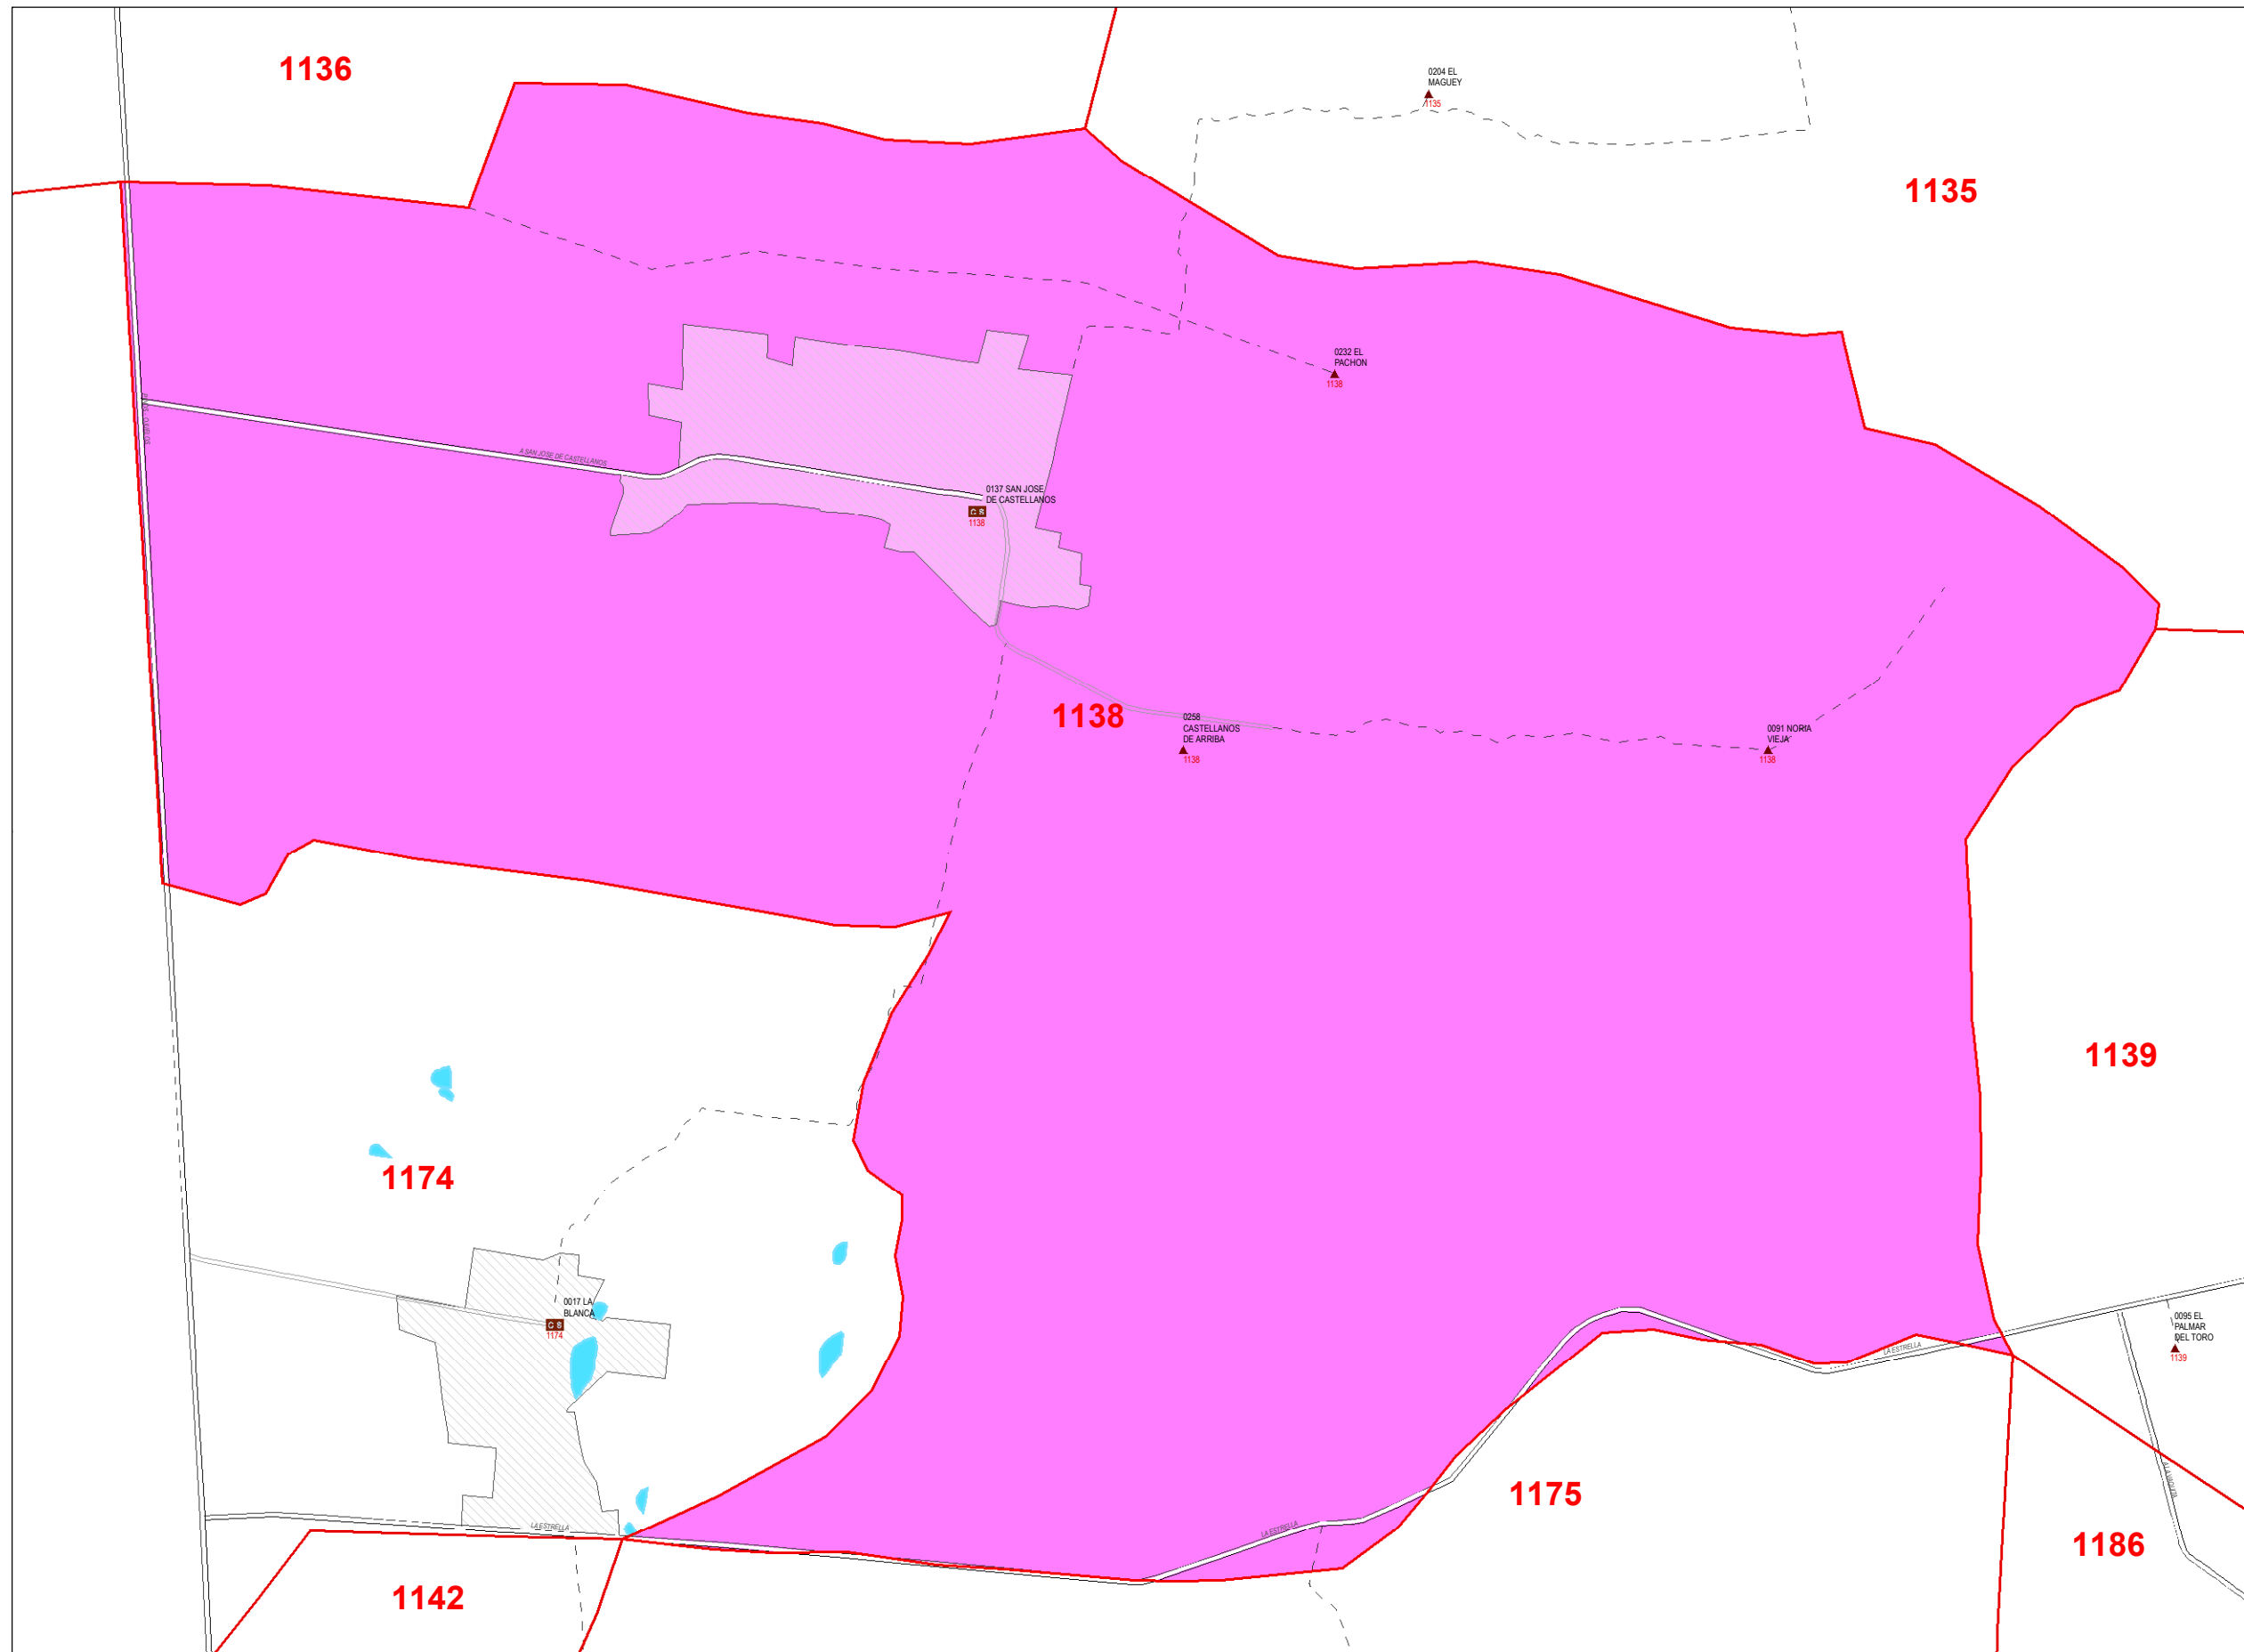 1136
0204 EL
MAGUEY
1135
1135
0232 EL
PACHON
1138
A SAN JOSE DE CASTELLANOS
0137 SAN JOSE
DE CASTELLANOS
C S
1138
1138
0258
CASTELLANOS
DE ARRIBA
1138
0091 NORIA
VIEJA
1138
1139
1174
0017 LA
BLANCA
C S
1174
0095 EL
PALMAR
DEL TORO
1139
LA ESTRELLA
LA ESTRELLA
LA ESTRELLA
1175
1186
1142